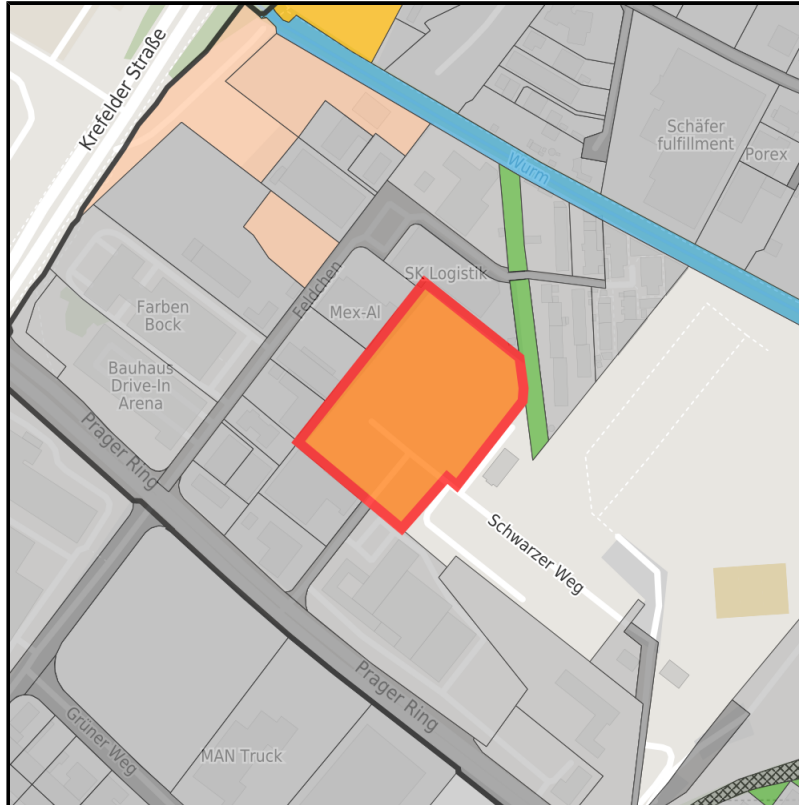 Krefelder Straße
Wurm
Schäfer
fulfillment
Porex
SK Logistik
Feldchen
Mex-Al
Farben
Bock
Bauhaus
Drive-In
Arena
Prager Ring
Schwarzer Weg
Prager Ring
Grüner Weg
MAN Truck